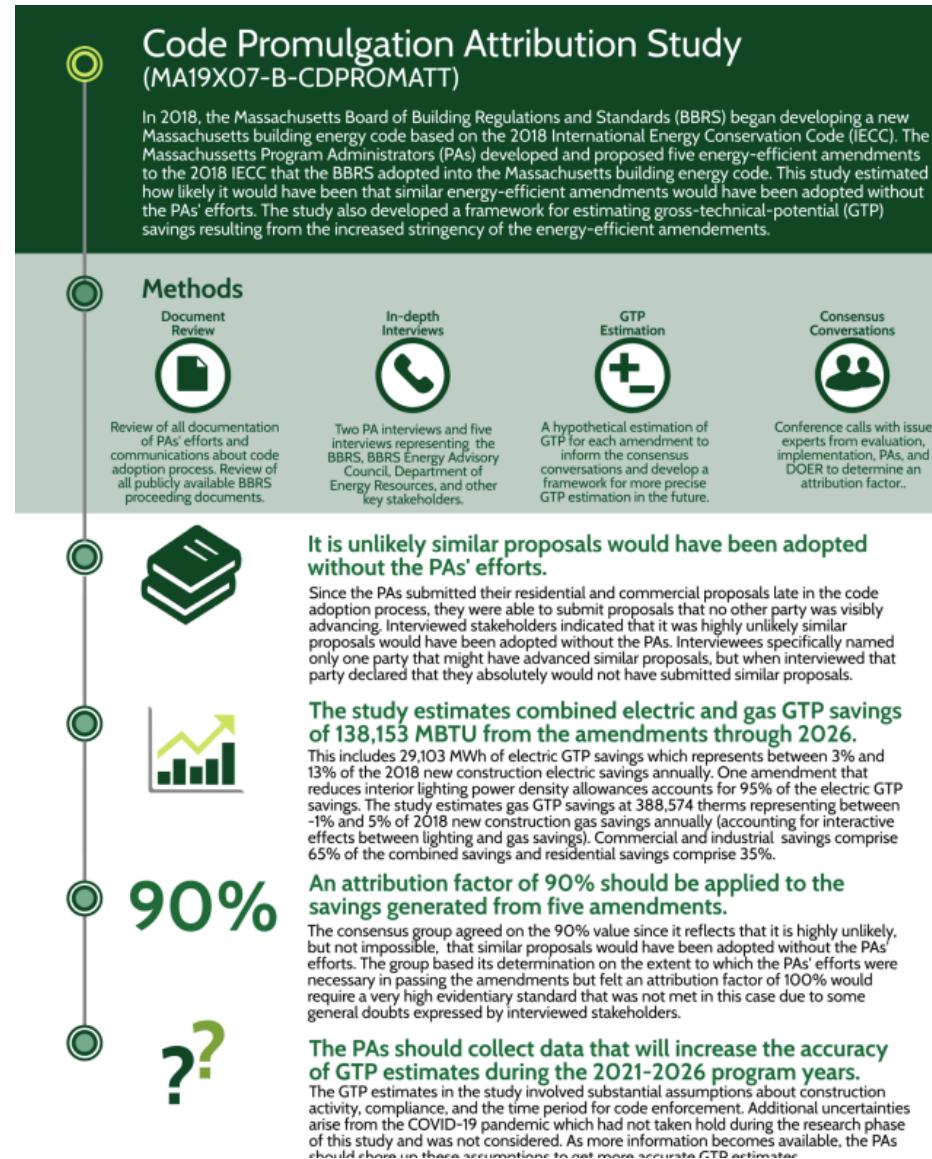 Code Promulgation Attribution Study
(MA19X07-B-CDPROMATT)
In 2018, the Massachusetts Board of Building Regulations and Standards (BBRS) began developing a new
Massachusetts building energy code based on the 2018 International Energy Conservation Code (IECC). The
Massachussetts Program Administrators (PAs) developed and proposed five energy-efficient amendments
to the 2018 IECC that the BBRS adopted into the Massachusetts building energy code. This study estimated
how likely it would have been that similar energy-efficient amendments would have been adopted without
the PAs' efforts. The study also developed a framework for estimating gross-technical-potential (GTP)
savings resulting from the increased stringency of the energy-efficient amendements.
Methods
Document
Review
Review of all documentation
of PAs' efforts and
communications about code
adoption process. Review of
all publicly available BBRS
proceeding documents.
In-depth
Interviews
Two PA interviews and five
interviews representing the
BBRS, BBRS Energy Advisory
Council, Department of
Energy Resources, and other
key stakeholders.
GTP
Estimation
A hypothetical estimation of
GTP for each amendment to
inform the consensus
conversations and develop a
framework for more precise
GTP estimation in the future.
Consensus
Conversations
Conference calls with issue
experts from evaluation,
implementation, PAs, and
DOER to determine an
attribution factor..
It is unlikely similar proposals would have been adopted
without the PAs' efforts.
Since the PAs submitted their residential and commercial proposals late in the code
adoption process, they were able to submit proposals that no other party was visibly
advancing. Interviewed stakeholders indicated that it was highly unlikely similar
proposals would have been adopted without the PAs. Interviewees specifically named
only one party that might have advanced similar proposals, but when interviewed that
party declared that they absolutely would not have submitted similar proposals.
The study estimates combined electric and gas GTP savings
of 138,153 MBTU from the amendments through 2026.
This includes 29,103 MWh of electric GTP savings which represents between 3% and
13% of the 2018 new construction electric savings annually. One amendment that
reduces interior lighting power density allowances accounts for 95% of the electric GTP
savings. The study estimates gas GTP savings at 388,574 therms representing between
-1% and 5% of 2018 new construction gas savings annually (accounting for interactive
effects between lighting and gas savings). Commercial and industrial savings comprise
65% of the combined savings and residential savings comprise 35%.
90%
An attribution factor of 90% should be applied to the
savings generated from five amendments.
The consensus group agreed on the 90% value since it reflects that it is highly unlikely,
but not impossible, that similar proposals would have been adopted without the PAs'
efforts. The group based its determination on the extent to which the PAs' efforts were
necessary in passing the amendments but felt an attribution factor of 100% would
require a very high evidentiary standard that was not met in this case due to some
general doubts expressed by interviewed stakeholders.
??
The PAs should collect data that will increase the accuracy
of GTP estimates during the 2021-2026 program years.
The GTP estimates in the study involved substantial assumptions about construction
activity, compliance, and the time period for code enforcement. Additional uncertainties
arise from the COVID-19 pandemic which had not taken hold during the research phase
of this study and was not considered. As more information becomes available, the PAs
should shore up these assumptions to get more accurate GTP estimates